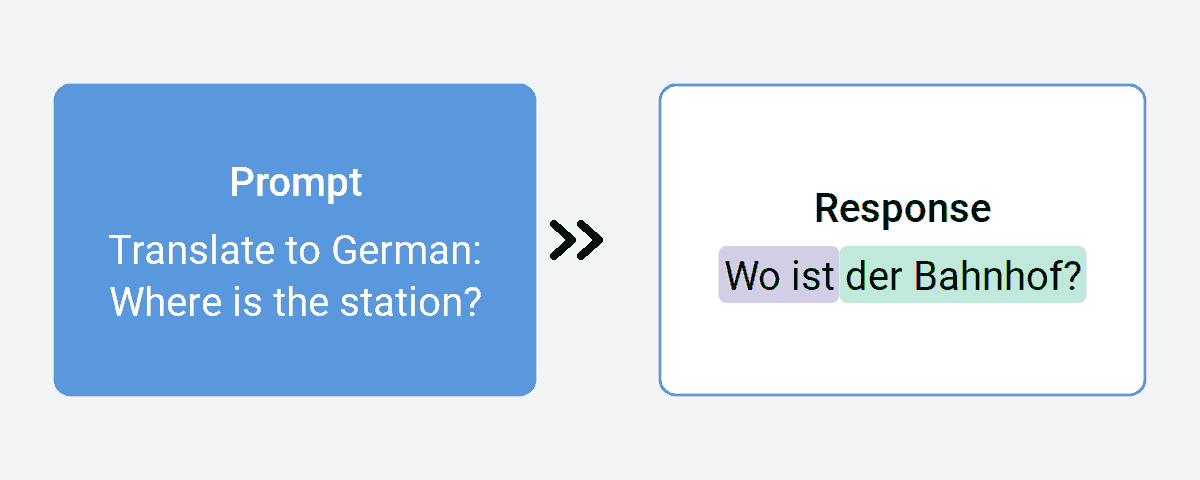 Prompt
Translate to German:
Where is the station?
Response
Wo ist der Bahnhof?